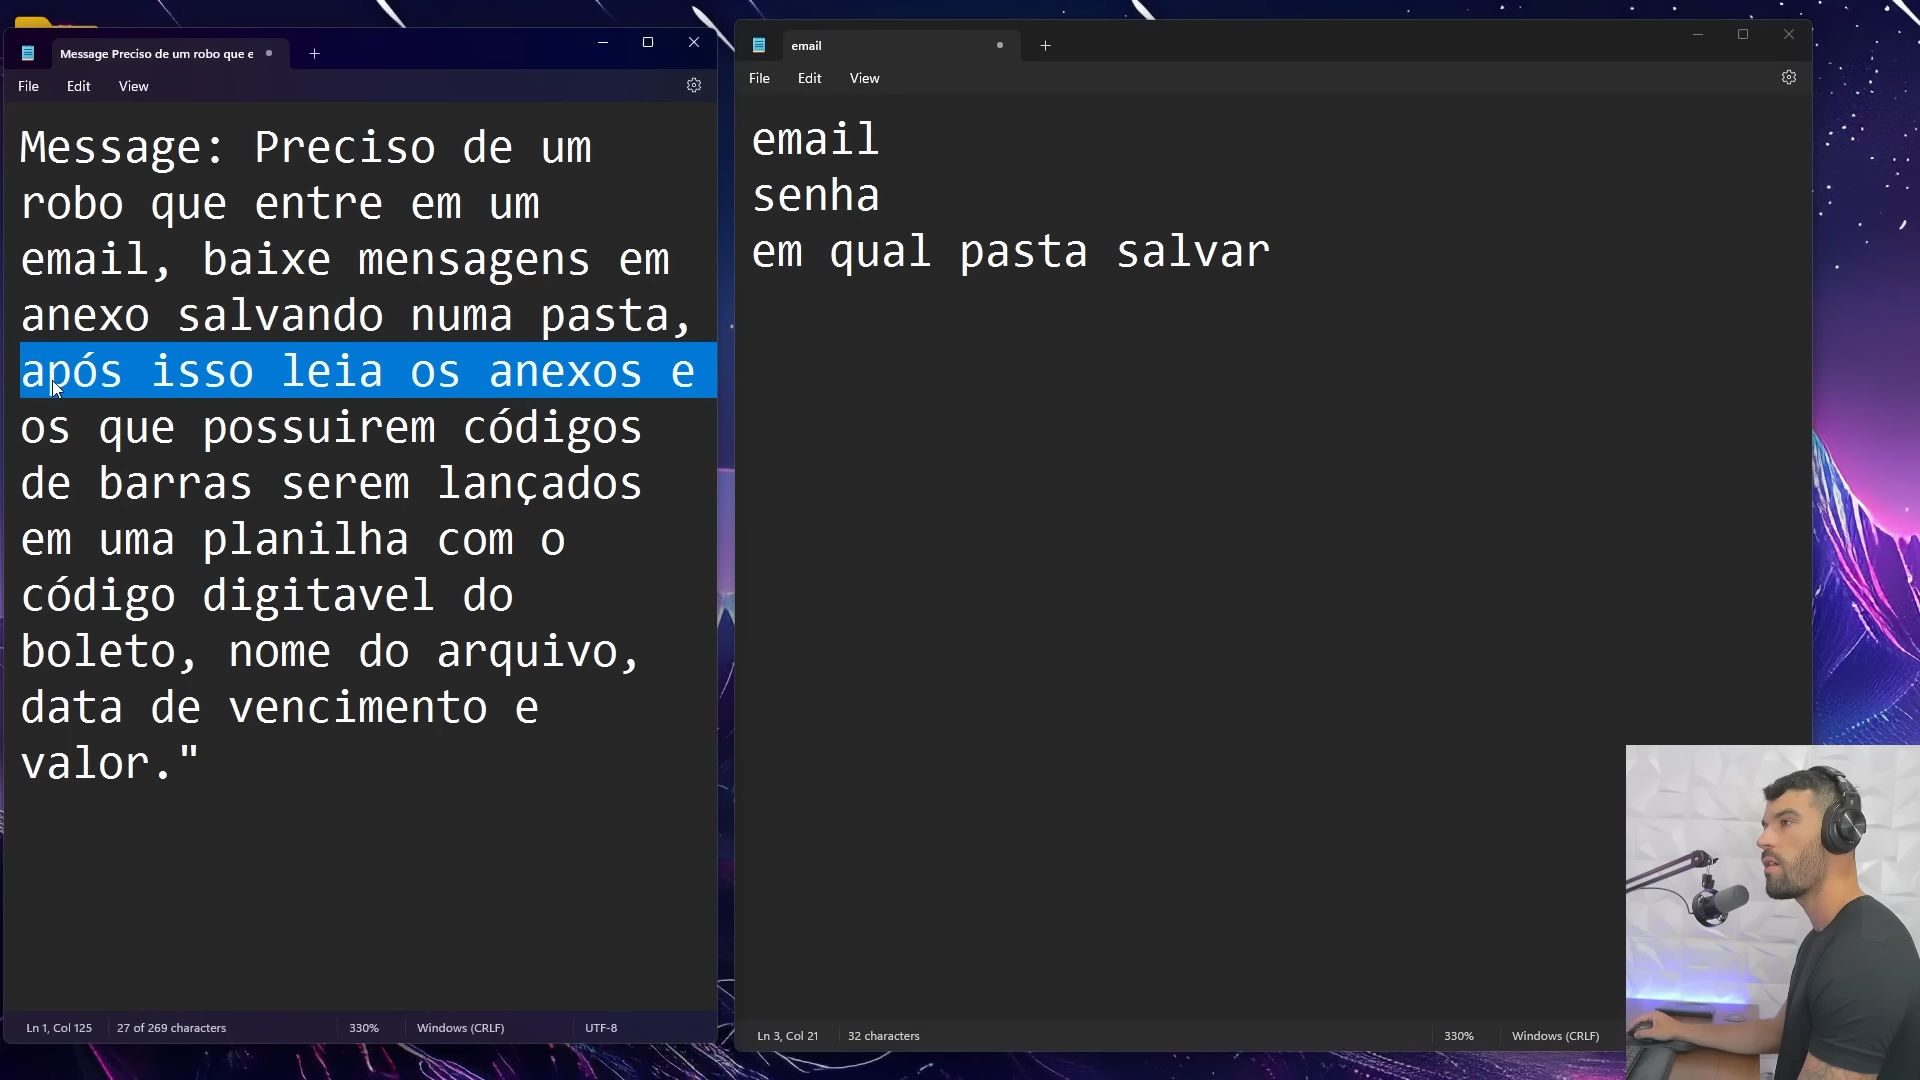 Message Preciso de um robo que e
File Edit View
Message: Preciso de um
robo que entre em um
email, baixe mensagens em
anexo salvando numa pasta,
após isso leia os anexos e
os que possuirem códigos
de barras serem lançados
em uma planilha com o
código digitavel do
boleto, nome do arquivo,
data de vencimento e
valor."
Ln 1, Col 125 27 of 269 characters 330% Windows (CRLF) UTF-8
email
File Edit View
email
senha
em qual pasta salvar
Ln 3, Col 21 32 characters 330% Windows (CRLF)